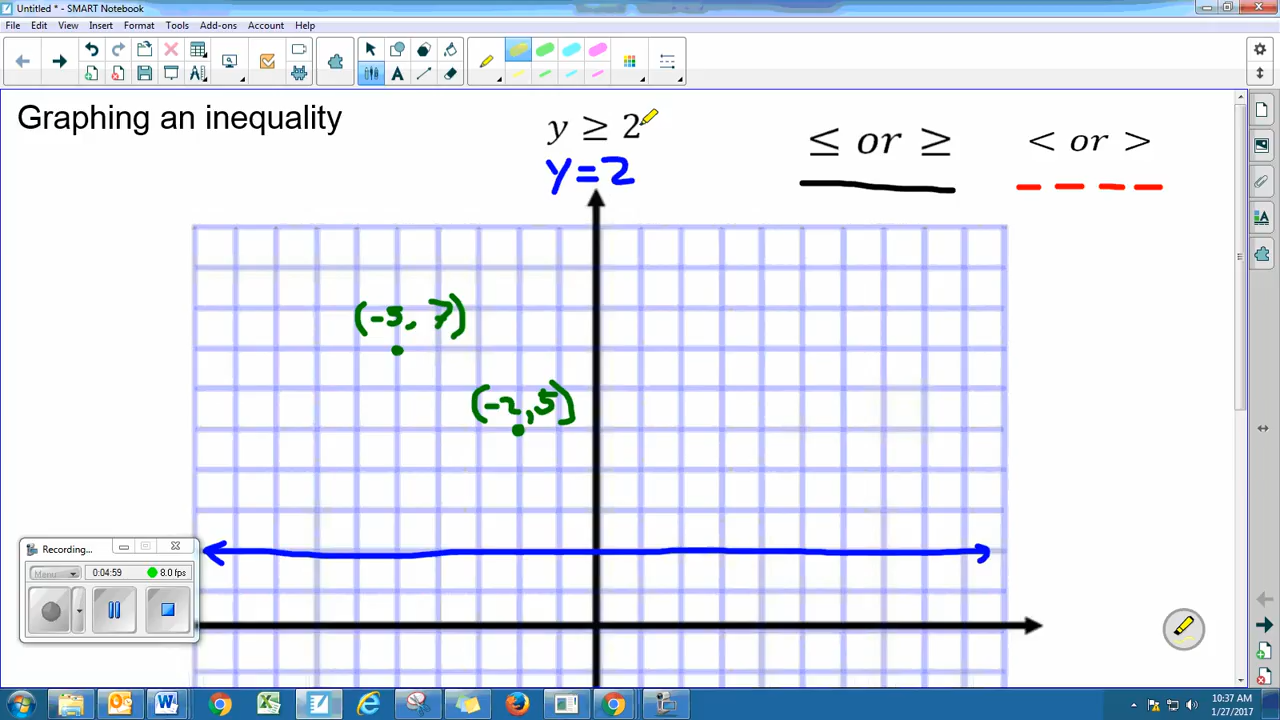 Untitled * - SMART Notebook
File Edit View Insert Format Tools Add-ons Account Help
Graphing an inequality
y ≥ 2
≤ or ≥
< or >
y=2
(-5, 7)
(-2,5)
Recording...
Menu
0:04:59
8.0 fps
10:37 AM
1/27/2017